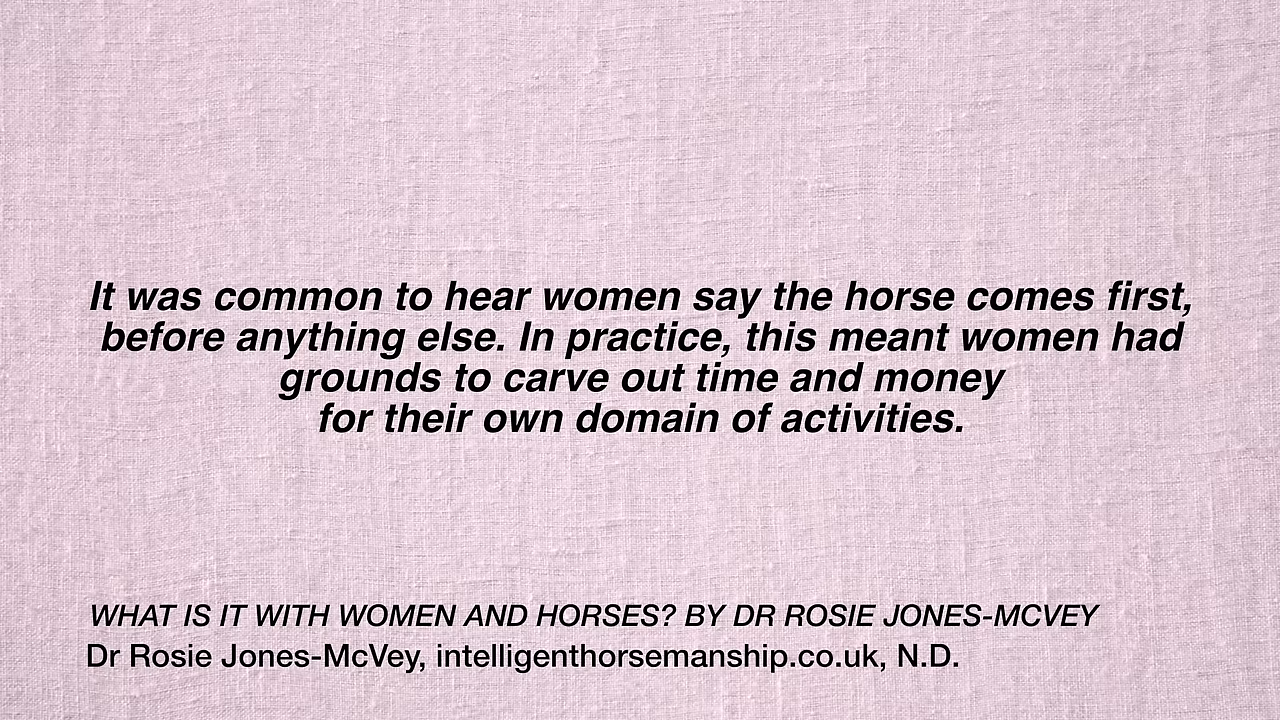 It was common to hear women say the horse comes first,
before anything else. In practice, this meant women had
grounds to carve out time and money
for their own domain of activities.
WHAT IS IT WITH WOMEN AND HORSES? BY DR ROSIE JONES-MCVEY
Dr Rosie Jones-McVey, intelligenthorsemanship.co.uk, N.D.